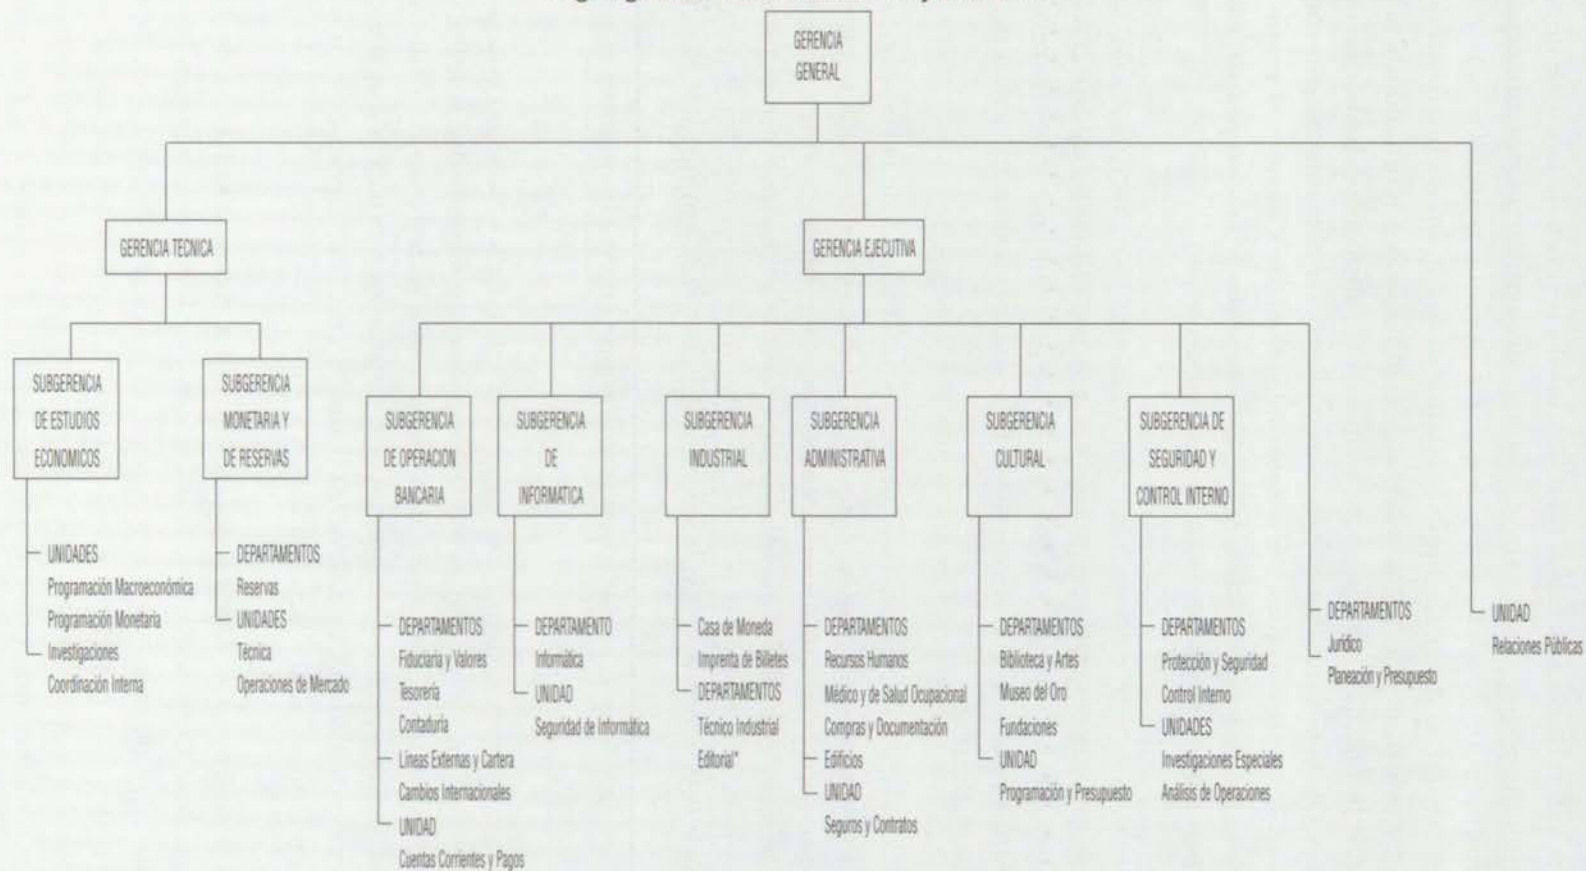 GERENCIA
GENERAL
GERENCIA TECNICA
GERENCIA EJECUTIVA
SUBGERENCIA
DE ESTUDIOS
ECONOMICOS
SUBGERENCIA
MONETARIA Y
DE RESERVAS
SUBGERENCIA
DE OPERACION
BANCARIA
SUBGERENCIA
DE
INFORMATICA
SUBGERENCIA
INDUSTRIAL
SUBGERENCIA
ADMINISTRATIVA
SUBGERENCIA
CULTURAL
SUBGERENCIA DE
SEGURIDAD Y
CONTROL INTERNO
UNIDADES
Programación Macroeconómica
Programación Monetaria
Investigaciones
Coordinación Interna
DEPARTAMENTOS
Reservas
UNIDADES
Técnica
Operaciones de Mercado
DEPARTAMENTOS
Fiduciaria y Valores
Tesorería
Contaduría
Líneas Externas y Cartera
Cambios Internacionales
UNIDAD
Cuentas Corrientes y Pagos
DEPARTAMENTO
Informática
UNIDAD
Seguridad de Informática
Casa de Moneda
Imprenta de Billetes
DEPARTAMENTOS
Técnico Industrial
Editorial*
DEPARTAMENTOS
Recursos Humanos
Médico y de Salud Ocupacional
Compras y Documentación
Edificios
UNIDAD
Seguros y Contratos
DEPARTAMENTOS
Biblioteca y Artes
Museo del Oro
Fundaciones
UNIDAD
Programación y Presupuesto
DEPARTAMENTOS
Protección y Seguridad
Control Interno
UNIDADES
Investigaciones Especiales
Análisis de Operaciones
DEPARTAMENTOS
Jurídico
Planeación y Presupuesto
UNIDAD
Relaciones Públicas